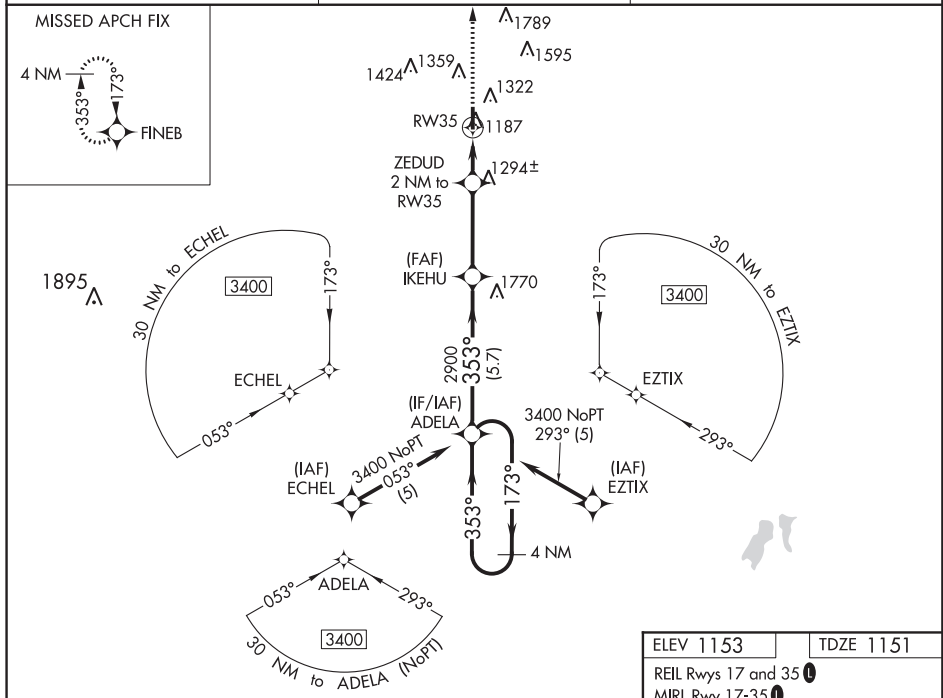 MISSED APCH FIX
4 NM
353°
173°
FINEB
1789
1595
1424
1359
1322
RW35
1187
ZEDUD
2 NM to
RW35
1294±
(FAF)
IKEHU
1770
1895
30 NM to ECHEL
3400
173°
ECHEL
053°
30 NM to EZTIX
3400
173°
EZTIX
293°
2900
353°
(5.7)
(IF/IAF)
ADELA
3400 NoPT
293° (5)
(IAF)
EZTIX
(IAF)
ECHEL
3400 NoPT
053°
(5)
353°
173°
4 NM
053°
ADELA
293°
3400
30 NM to ADELA (NoPT)
ELEV 1153
TDZE 1151
REIL Rwys 17 and 35 L
MIRL Rwy 17-35 L